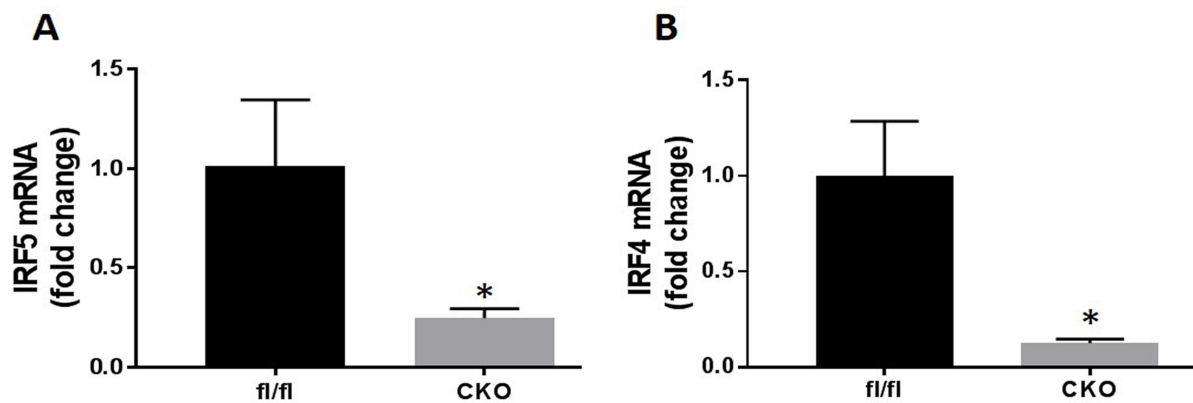 A
IRF5 mRNA
(fold change)
1.5
1.0
0.5
0.0
*
fl/fl
CKO
B
IRF4 mRNA
(fold change)
1.5
1.0
0.5
0.0
*
fl/fl
CKO